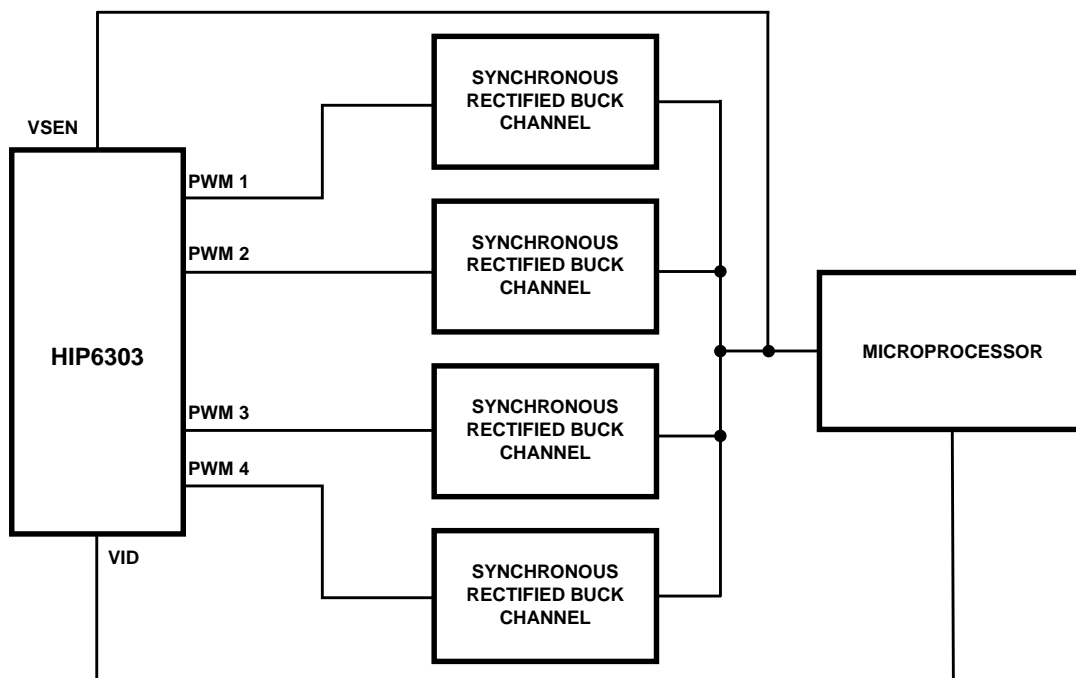 VSEN
HIP6303
PWM 1
PWM 2
PWM 3
PWM 4
VID
SYNCHRONOUS
RECTIFIED BUCK
CHANNEL
SYNCHRONOUS
RECTIFIED BUCK
CHANNEL
SYNCHRONOUS
RECTIFIED BUCK
CHANNEL
SYNCHRONOUS
RECTIFIED BUCK
CHANNEL
MICROPROCESSOR